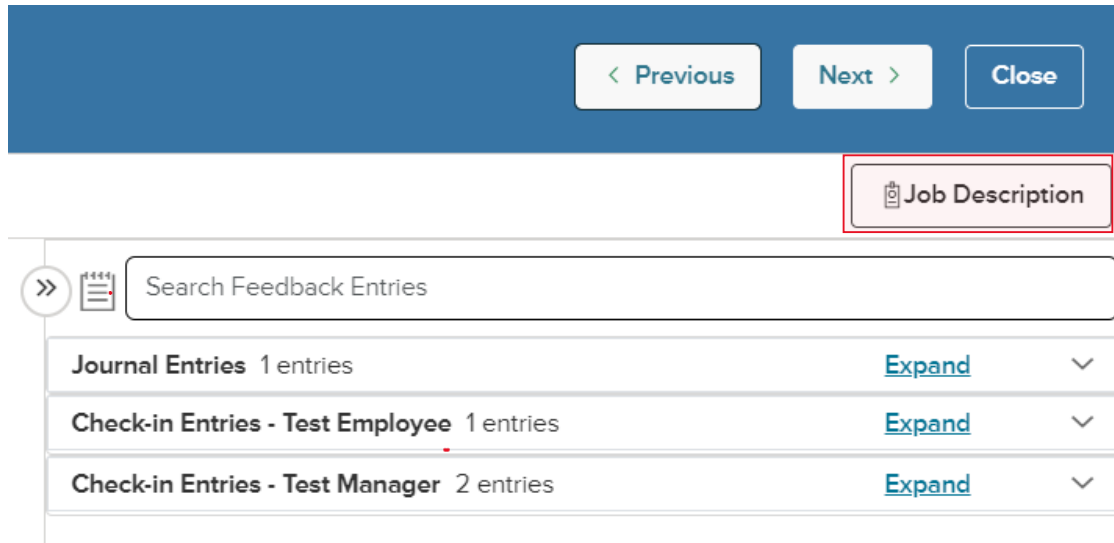 Previous Next Close
Job Description
Search Feedback Entries
Journal Entries 1 entries Expand
Check-in Entries - Test Employee 1 entries Expand
Check-in Entries - Test Manager 2 entries Expand